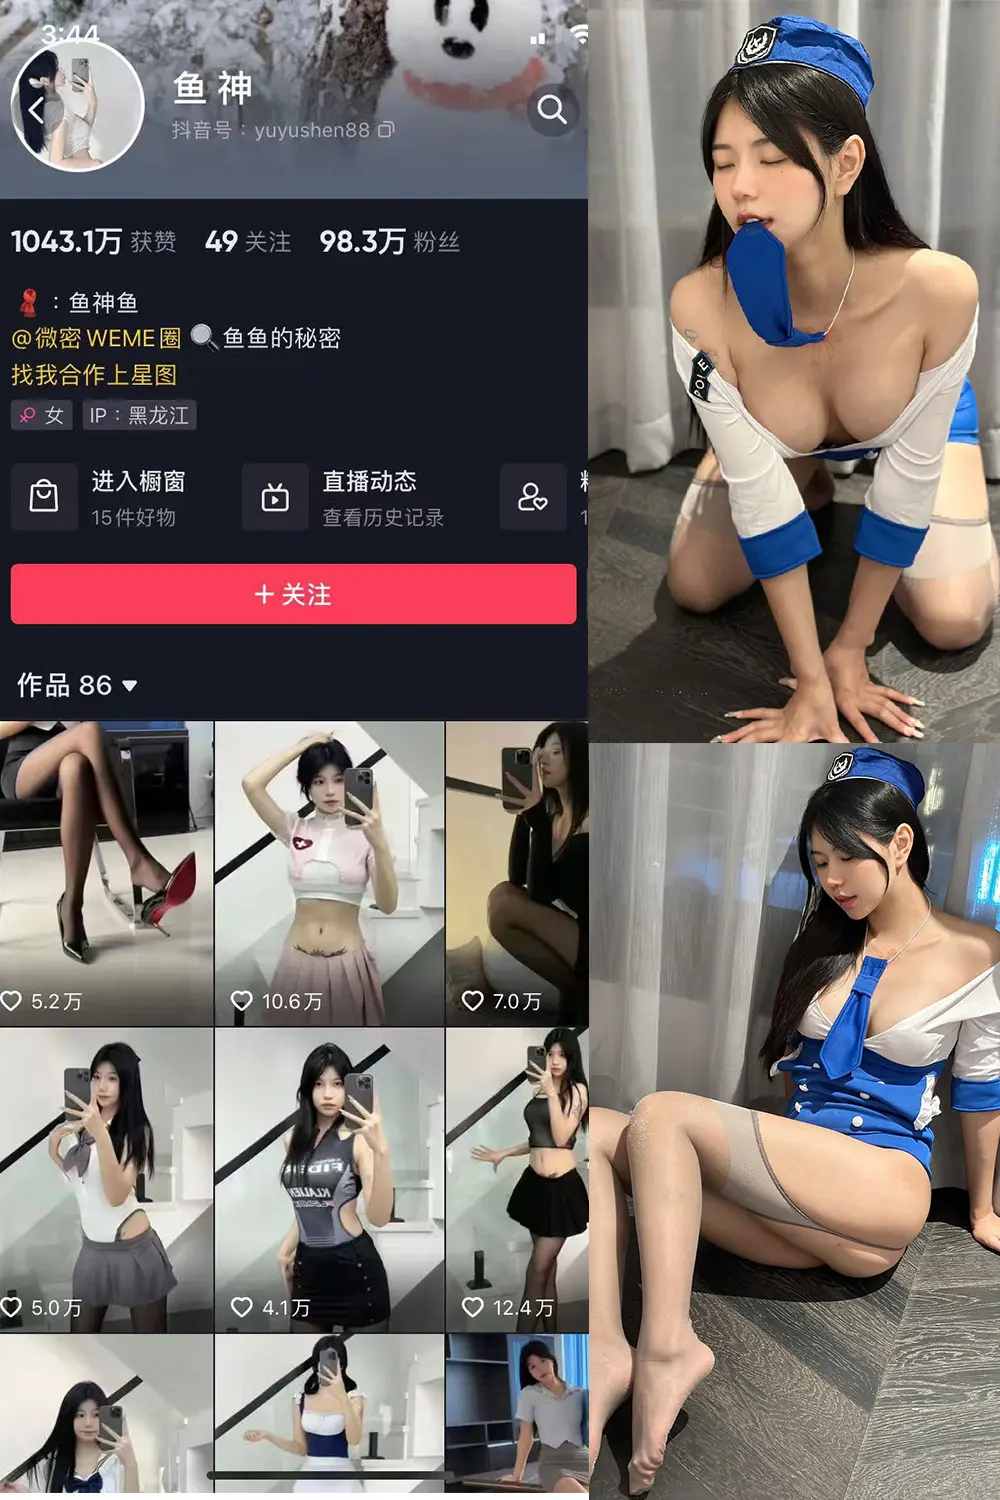 3:44
鱼 神
抖音号：yuyushen88
1043.1万 获赞 49 关注 98.3万 粉丝
：鱼神鱼
@微密 WEME圈 鱼鱼的秘密
找我合作上星图
女 IP：黑龙江
进入橱窗 直播动态
15件好物 查看历史记录
+ 关注
作品 86
5.2万 10.6万 7.0万
5.0万 4.1万 12.4万